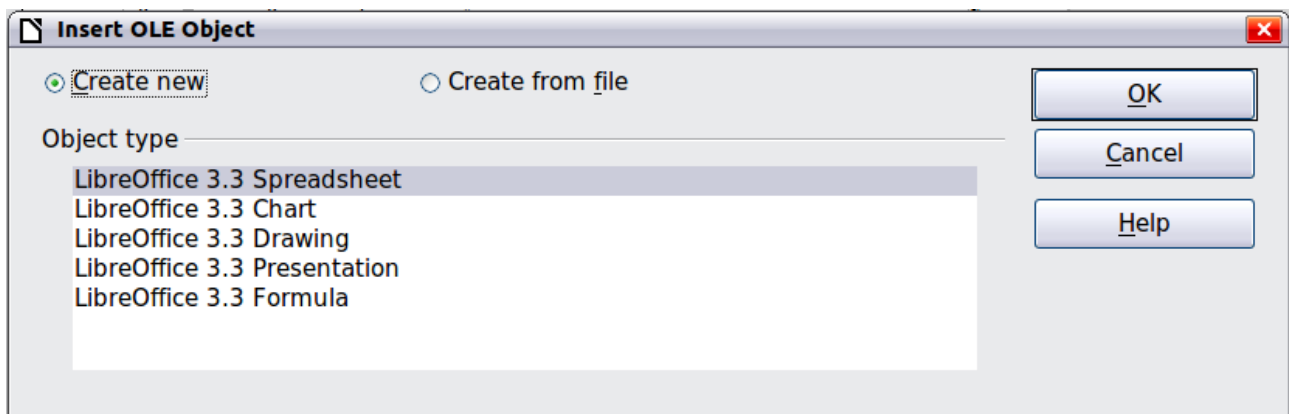 Insert OLE Object
Create new
Create from file
OK
Object type
Cancel
LibreOffice 3.3 Spreadsheet
LibreOffice 3.3 Chart
Help
LibreOffice 3.3 Drawing
LibreOffice 3.3 Presentation
LibreOffice 3.3 Formula